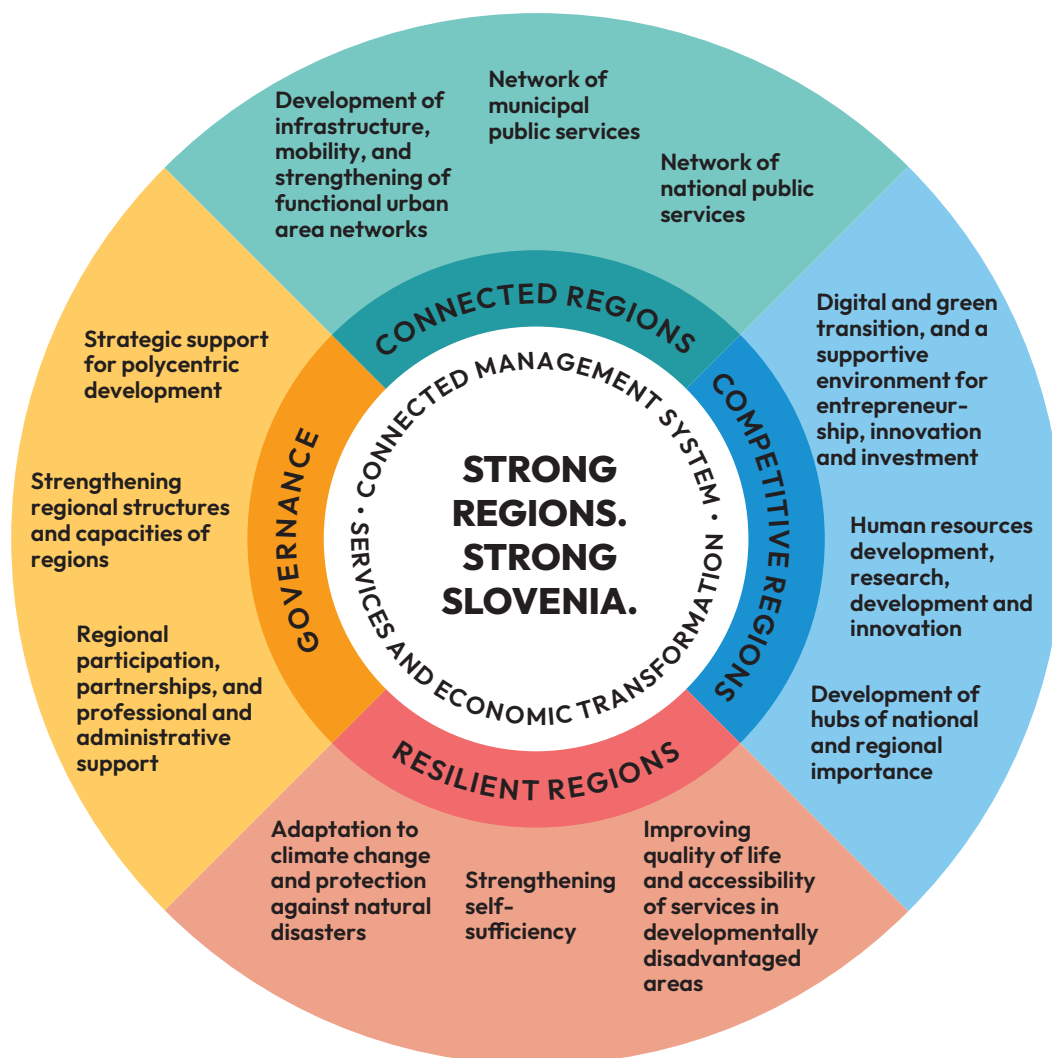 Development of
infrastructure,
mobility, and
strengthening of
functional urban
area networks
Network of
municipal
public services
Network of
national public
services
CONNECTED REGIONS
Digital and green
transition, and a
supportive
environment for
entrepreneur-
ship, innovation
and investment
Human resources
development,
research,
development and
innovation
Development of
hubs of national
and regional
importance
COMPETITIVE REGIONS
Strategic support
for polycentric
development
Strengthening
regional structures
and capacities of
regions
Regional
participation,
partnerships, and
professional and
administrative
support
GOVERNANCE
• CONNECTED MANAGEMENT SYSTEM •
SERVICES AND ECONOMIC TRANSFORMATION
STRONG
REGIONS.
STRONG
SLOVENIA.
RESILIENT REGIONS
Adaptation to
climate change
and protection
against natural
disasters
Strengthening
self-
sufficiency
Improving
quality of life
and accessibility
of services in
developmentally
disadvantaged
areas